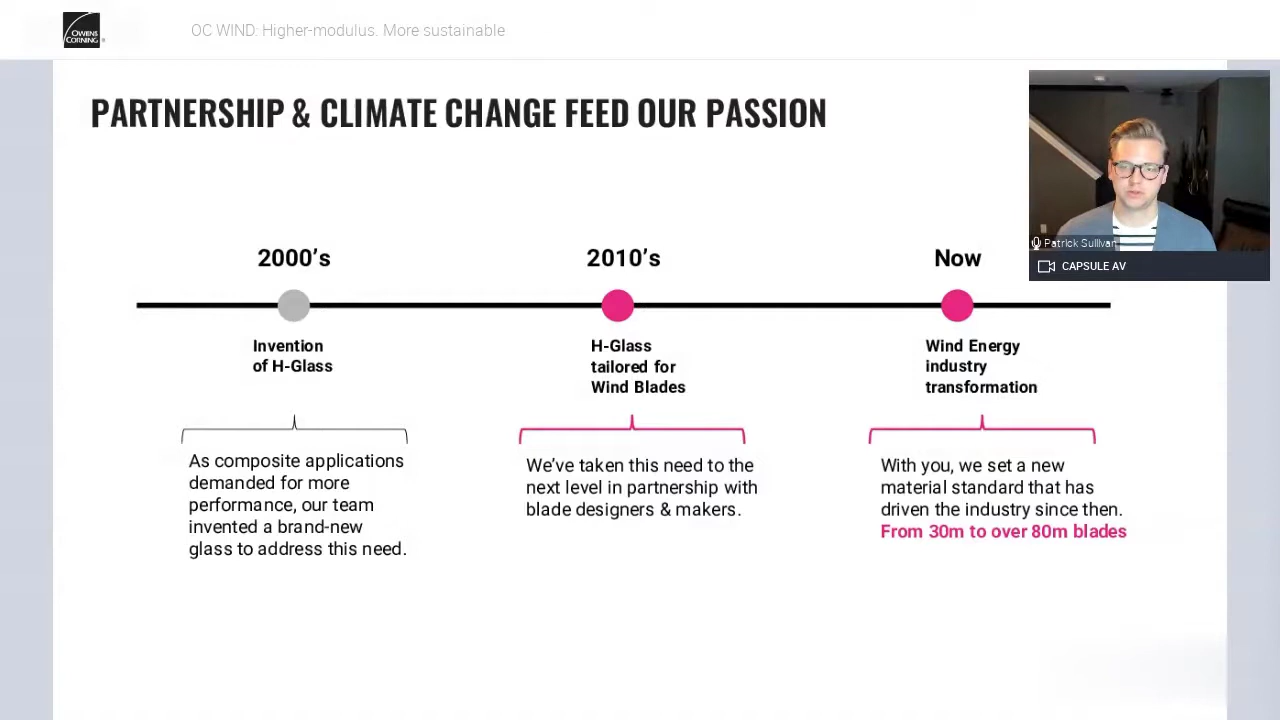 OWENS
CORNING
OC WIND: Higher-modulus. More sustainable
PARTNERSHIP & CLIMATE CHANGE FEED OUR PASSION
2000's
2010's
Now
Patrick Sullivan
CAPSULE AV
Invention
of H-Glass
H-Glass
tailored for
Wind Blades
Wind Energy
industry
transformation
As composite applications
demanded for more
performance, our team
invented a brand-new
glass to address this need.
We've taken this need to the
next level in partnership with
blade designers & makers.
With you, we set a new
material standard that has
driven the industry since then.
From 30m to over 80m blades